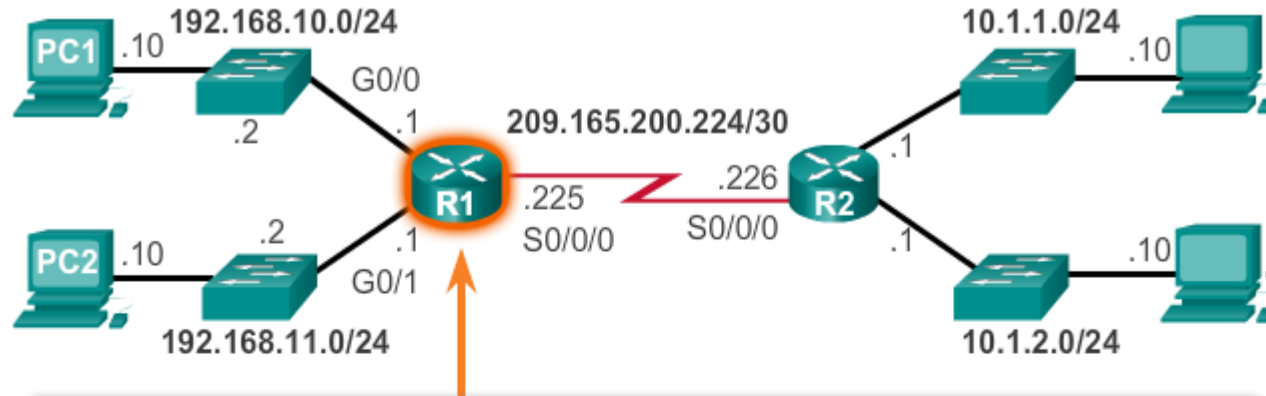 192.168.10.0/24
10.1.1.0/24
PC1
.10
G0/0
.10
.2
.1
209.165.200.224/30
.1
R1
.225
S0/0/0
.226
S0/0/0
R2
PC2
.10
.2
.1
G0/1
.1
.10
192.168.11.0/24
10.1.2.0/24